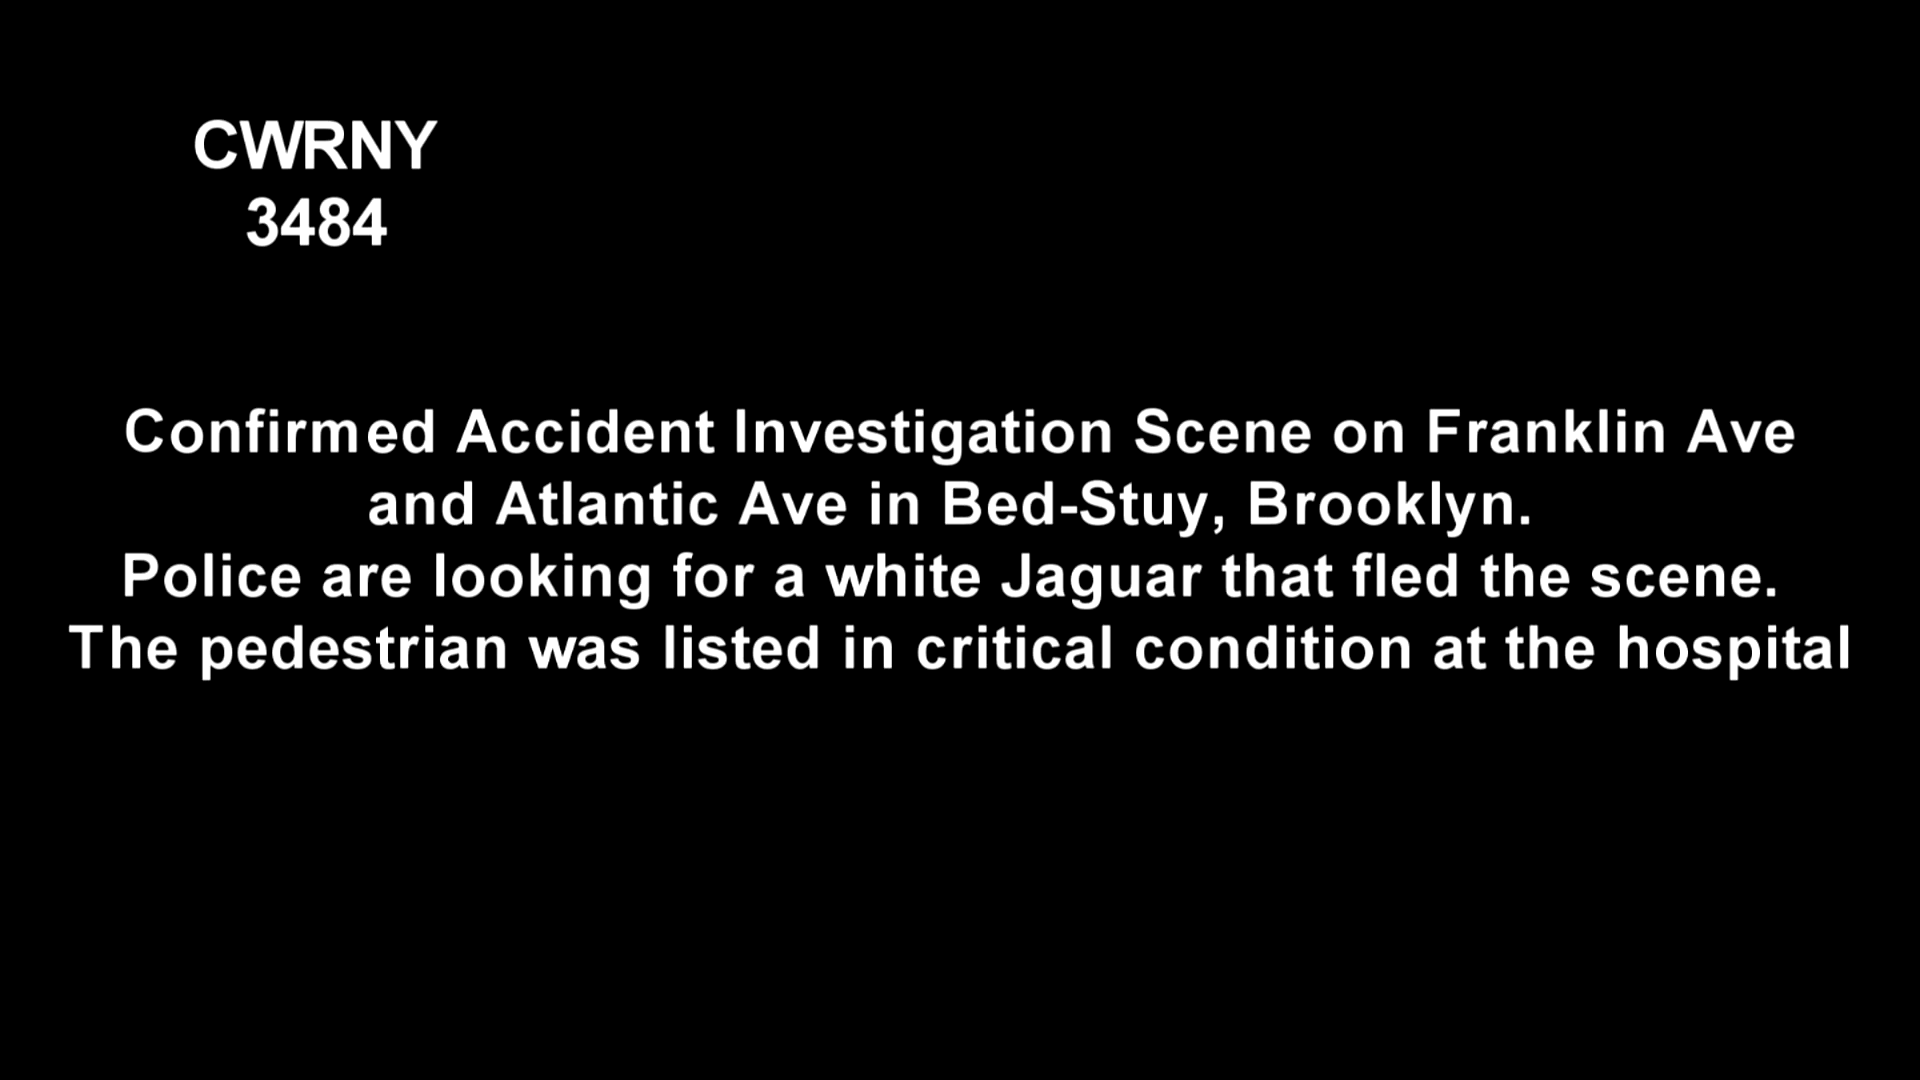 CWRNY
3484
Confirmed Accident Investigation Scene on Franklin Ave
and Atlantic Ave in Bed-Stuy, Brooklyn.
Police are looking for a white Jaguar that fled the scene.
The pedestrian was listed in critical condition at the hospital